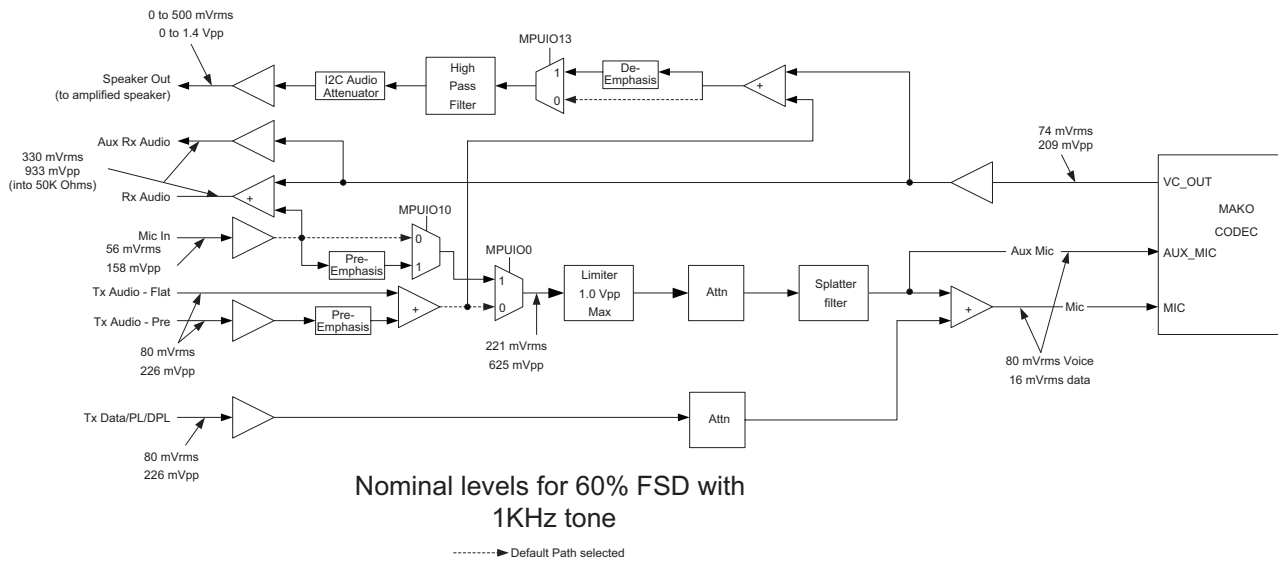 0 to 500 mVrms
0 to 1.4 Vpp
MPUIO13
Speaker Out
(to amplified speaker)
I2C Audio
Attenuator
High
Pass
Filter
1
0
De-
Emphasis
+
Aux Rx Audio
330 mVrms
933 mVpp
(into 50K Ohms)
Rx Audio
+
74 mVrms
209 mVpp
VC_OUT
MAKO
CODEC
AUX_MIC
MIC
Mic In
56 mVrms
158 mVpp
MPUIO10
0
1
Pre-
Emphasis
MPUIO0
1
0
Limiter
1.0 Vpp
Max
Attn
Splatter
filter
Aux Mic
+
Mic
Tx Audio - Flat
Tx Audio - Pre
Pre-
Emphasis
+
80 mVrms
226 mVpp
221 mVrms
625 mVpp
80 mVrms Voice
16 mVrms data
Tx Data/PL/DPL
Attn
80 mVrms
226 mVpp
Nominal levels for 60% FSD with
1KHz tone
Default Path selected